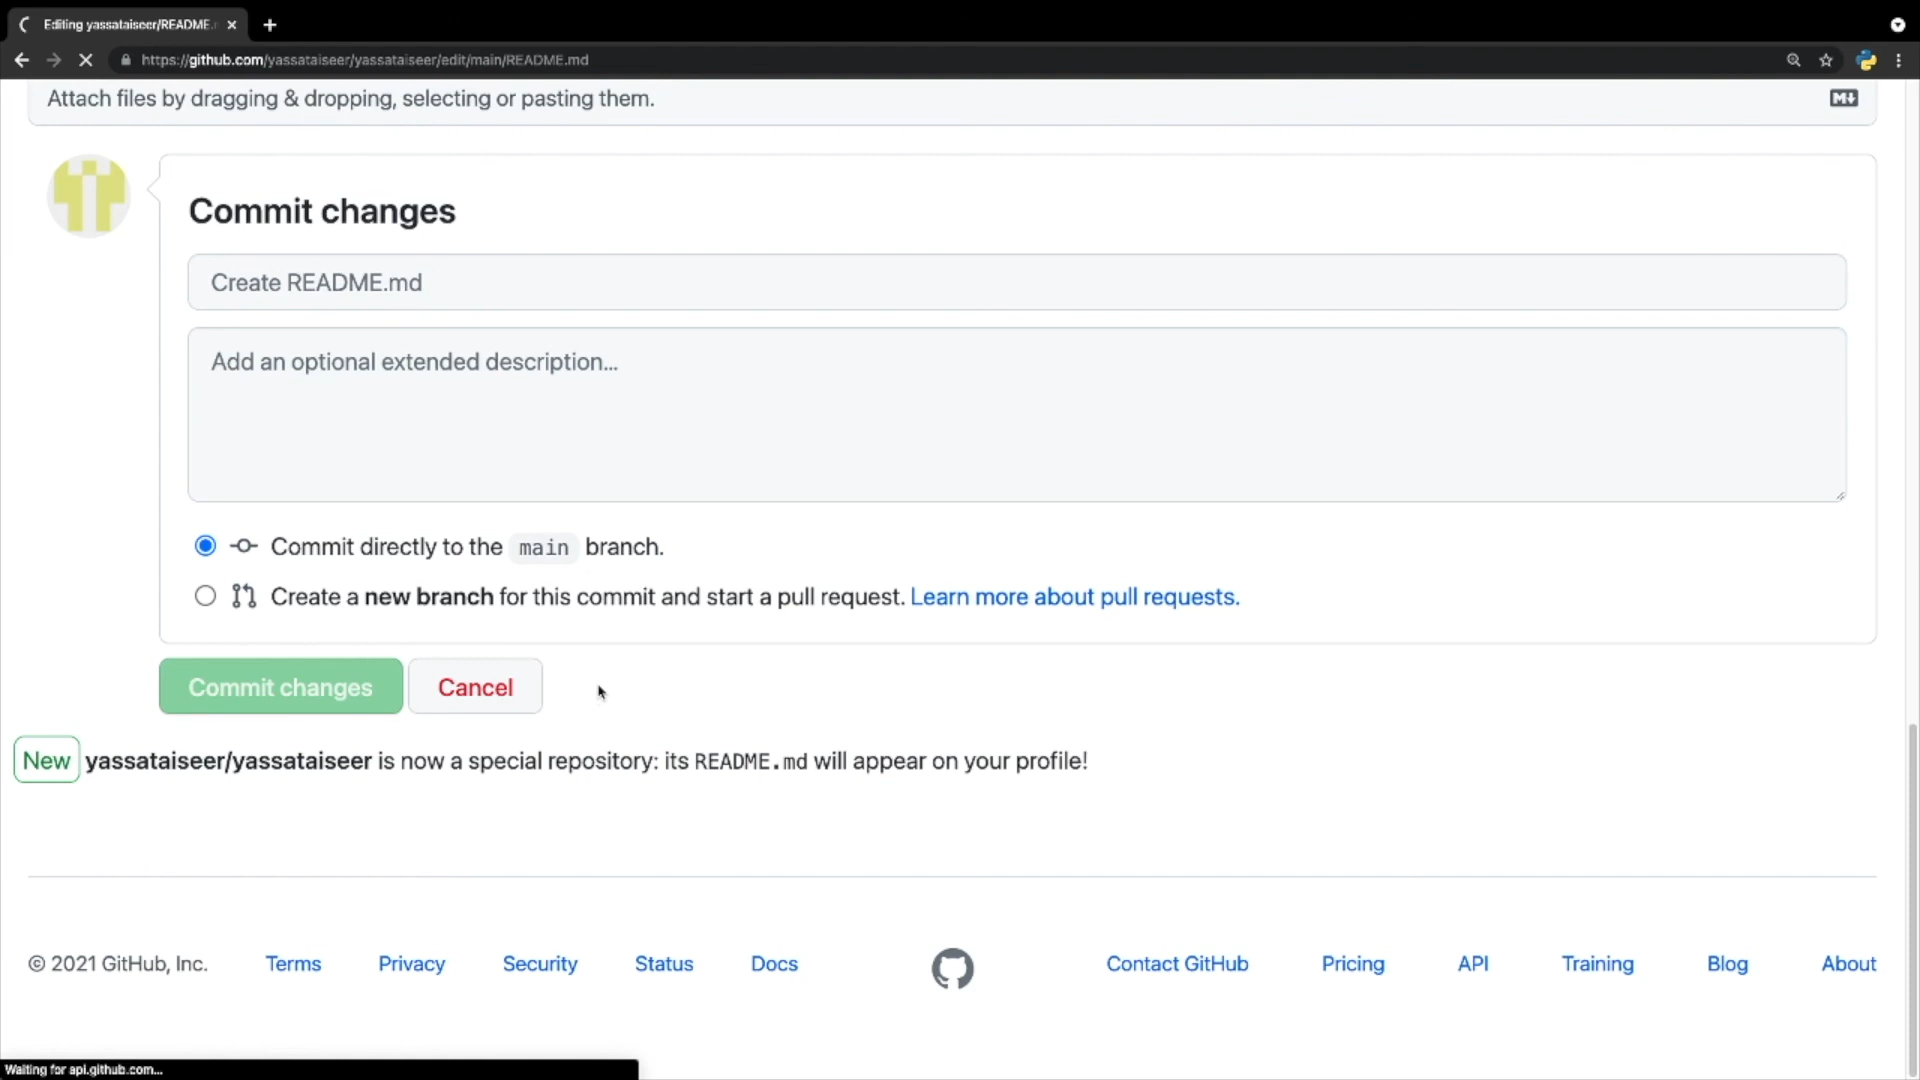 Editing yassataiseer/README.
https://github.com/yassataiseer/yassataiseer/edit/main/README.md
Attach files by dragging & dropping, selecting or pasting them.
M
Commit changes
Create README.md
Add an optional extended description...
Commit directly to the main branch.
Create a new branch for this commit and start a pull request. Learn more about pull requests.
Commit changes Cancel
New yassataiseer/yassataiseer is now a special repository: its README.md will appear on your profile!
© 2021 GitHub, Inc. Terms Privacy Security Status Docs Contact GitHub Pricing API Training Blog About
Waiting for api.github.com...